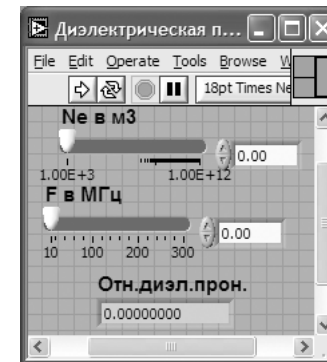 Диэлектрическая п...
File Edit Operate Tools Browse W
18pt Times Ne
Ne в м3
0.00
1.00E+3 1.00E+12
F в МГц
0.00
10 100 200 300
Отн.диэл.прон.
0.00000000